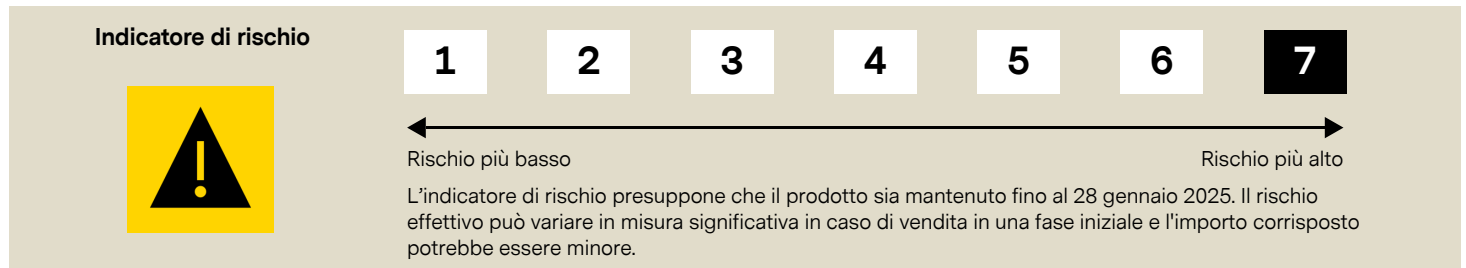 Indicatore di rischio
1 2 3 4 5 6 7
!
Rischio più basso Rischio più alto
L'indicatore di rischio presuppone che il prodotto sia mantenuto fino al 28 gennaio 2025. Il rischio
effettivo può variare in misura significativa in caso di vendita in una fase iniziale e l'importo corrisposto
potrebbe essere minore.